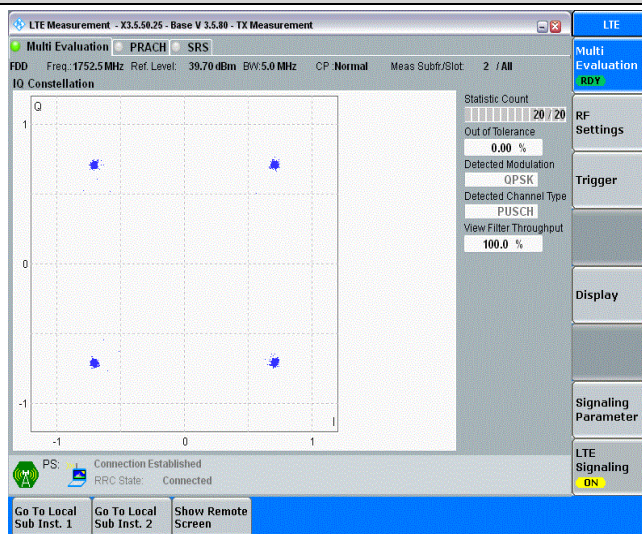 LTE Measurement - X3.5.50.25 - Base V 3.5.80 - TX Measurement
LTE
Multi Evaluation PRACH SRS
FDD Freq.:1752.5 MHz Ref. Level: 39.70 dBm BW:5.0 MHz CP :Normal Meas Subfr./Slot: 2 / All
IQ Constellation
Q
1
0
-1
I
-1 0 1
Statistic Count
20 / 20
Out of Tolerance
0.00 %
Detected Modulation
QPSK
Detected Channel Type
PUSCH
View Filter Throughput
100.0 %
Multi
Evaluation
RDY
RF
Settings
Trigger
Display
Signaling
Parameter
LTE
Signaling
ON
PS: Connection Established
RRC State: Connected
Go To Local
Sub Inst. 1
Go To Local
Sub Inst. 2
Show Remote
Screen